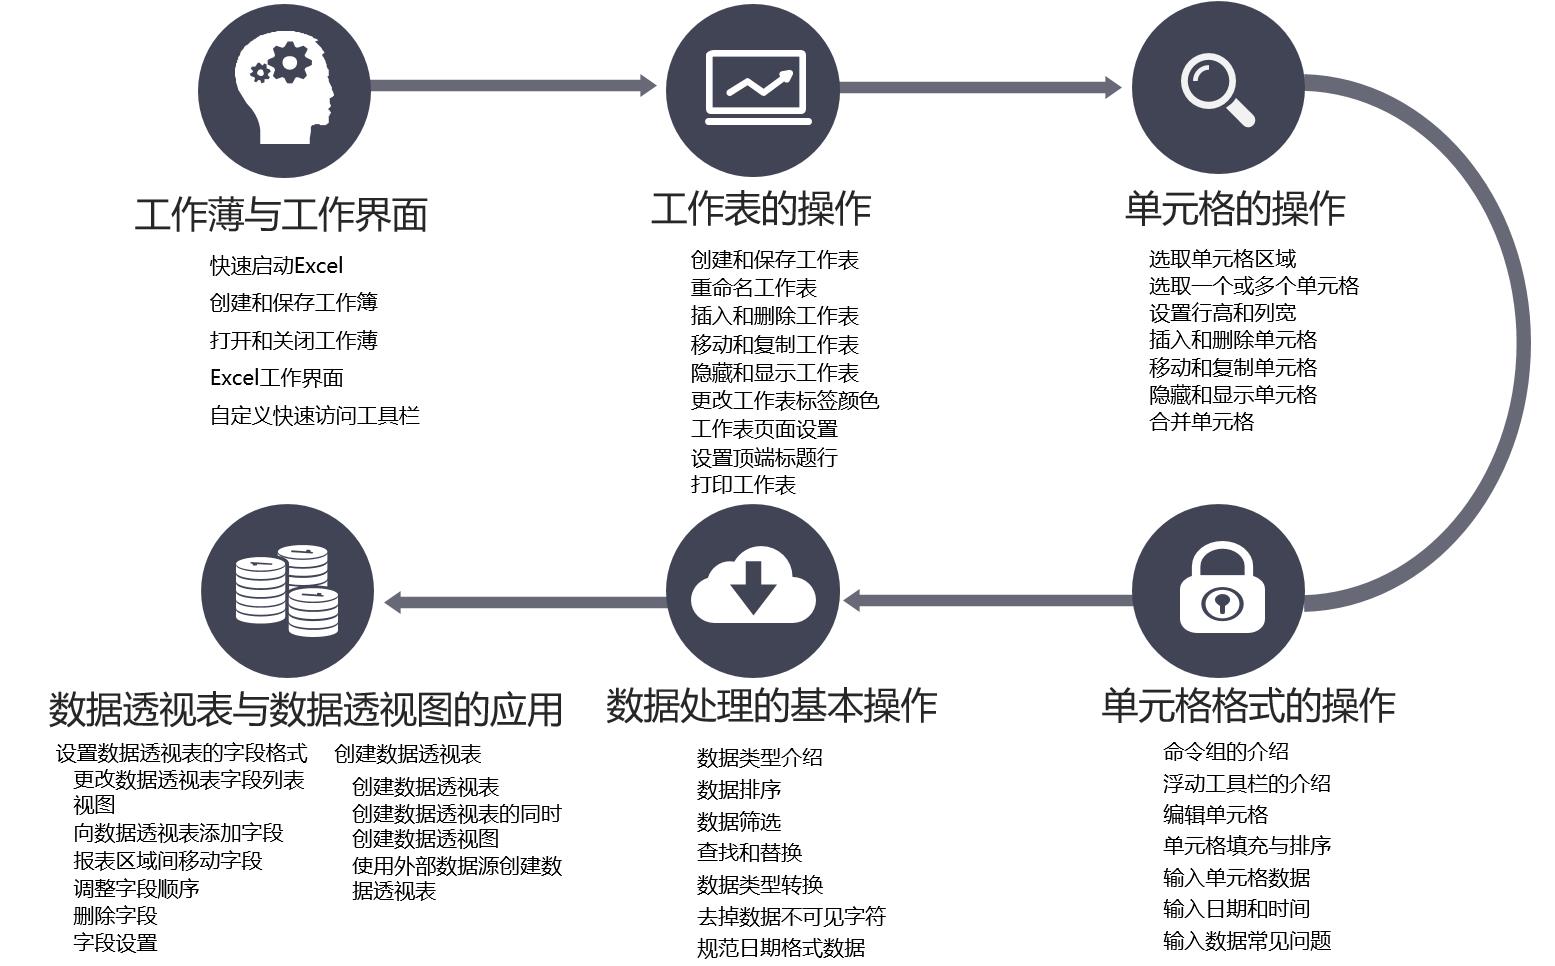 工作薄与工作界面
快速启动Excel
创建和保存工作簿
打开和关闭工作薄
Excel工作界面
自定义快速访问工具栏
工作表的操作
创建和保存工作表
重命名工作表
插入和删除工作表
移动和复制工作表
隐藏和显示工作表
更改工作表标签颜色
工作表页面设置
设置顶端标题行
打印工作表
单元格的操作
选取单元格区域
选取一个或多个单元格
设置行高和列宽
插入和删除单元格
移动和复制单元格
隐藏和显示单元格
合并单元格
单元格格式的操作
命令组的介绍
浮动工具栏的介绍
编辑单元格
单元格填充与排序
输入单元格数据
输入日期和时间
输入数据常见问题
数据处理的基本操作
数据类型介绍
数据排序
数据筛选
查找和替换
数据类型转换
去掉数据不可见字符
规范日期格式数据
数据透视表与数据透视图的应用
设置数据透视表的字段格式
更改数据透视表字段列表
视图
向数据透视表添加字段
报表区域间移动字段
调整字段顺序
删除字段
字段设置
创建数据透视表
创建数据透视表
创建数据透视表的同时
创建数据透视图
使用外部数据源创建数
据透视表